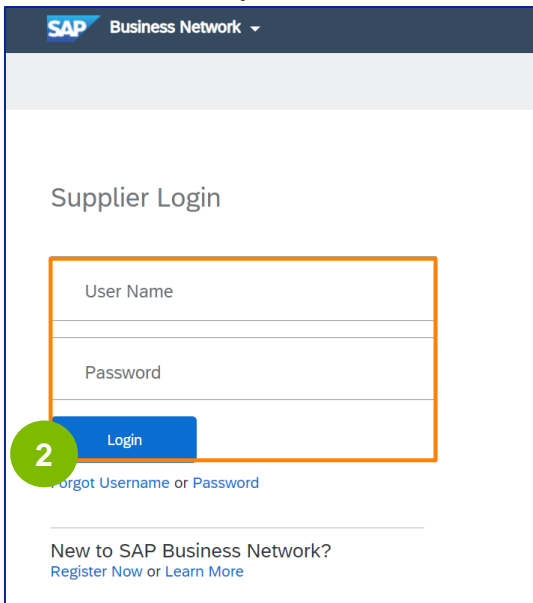 SAP Business Network
Supplier Login
User Name
Password
Login
2
Forgot Username or Password
New to SAP Business Network?
Register Now or Learn More